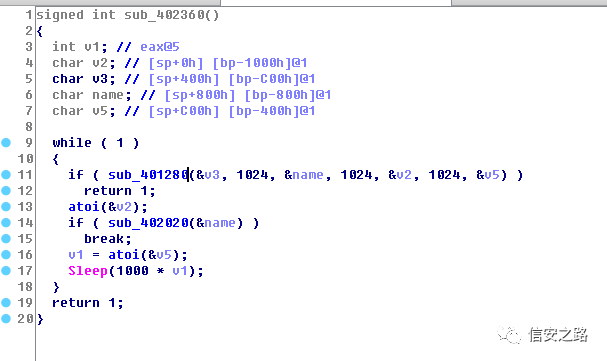 1 signed int sub_402360()
2 {
3 int v1; // eax@5
4 char v2; // [sp+0h] [bp-1000h]@1
5 char v3; // [sp+400h] [bp-C00h]@1
6 char name; // [sp+800h] [bp-800h]@1
7 char v5; // [sp+C00h] [bp-400h]@1
8
9 while ( 1 )
10 {
11 if ( sub_401280(&v3, 1024, &name, 1024, &v2, 1024, &v5) )
12 return 1;
13 atoi(&v2);
14 if ( sub_402020(&name) )
15 break;
16 v1 = atoi(&v5);
17 Sleep(1000 * v1);
18 }
19 return 1;
20 }
信安之路